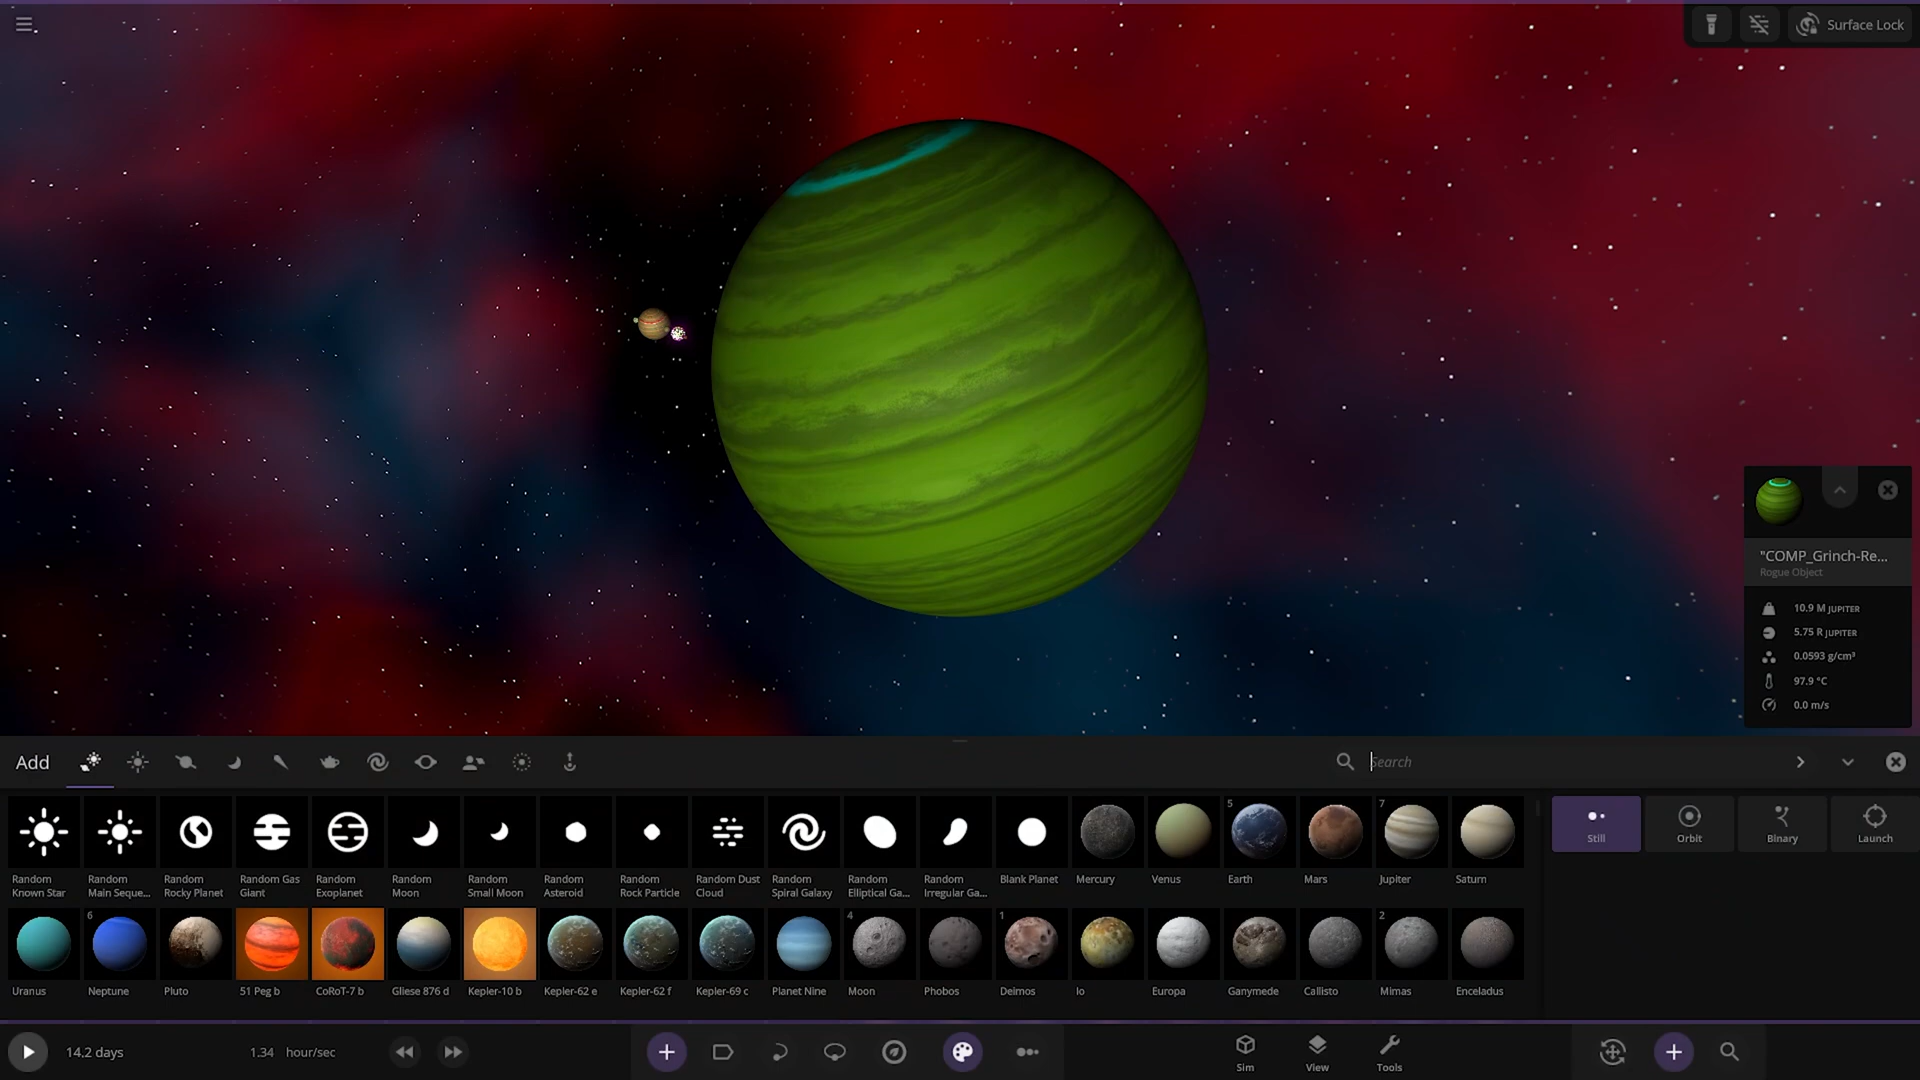 Surface Lock
"COMP_Grinch-Re...
Rogue Object
10.9 M JUPITER
5.75 R JUPITER
0.0593 g/cm³
97.9 °C
0.0 m/s
Add
Search
5
7
Random
Known Star
Random
Main Seque...
Random
Rocky Planet
Random Gas
Giant
Random
Exoplanet
Random
Moon
Random
Small Moon
Random
Asteroid
Random
Rock Particle
Random Dust
Cloud
Random
Spiral Galaxy
Random
Elliptical Ga...
Random
Irregular Ga...
Blank Planet
Mercury
Venus
Earth
Mars
Jupiter
Saturn
Still
Orbit
Binary
Launch
6
4
1
2
Uranus
Neptune
Pluto
51 Peg b
CoRoT-7 b
Gliese 876 d
Kepler-10 b
Kepler-62 e
Kepler-62 f
Kepler-69 c
Planet Nine
Moon
Phobos
Deimos
Io
Europa
Ganymede
Callisto
Mimas
Enceladus
14.2 days
1.34 hour/sec
Sim
View
Tools